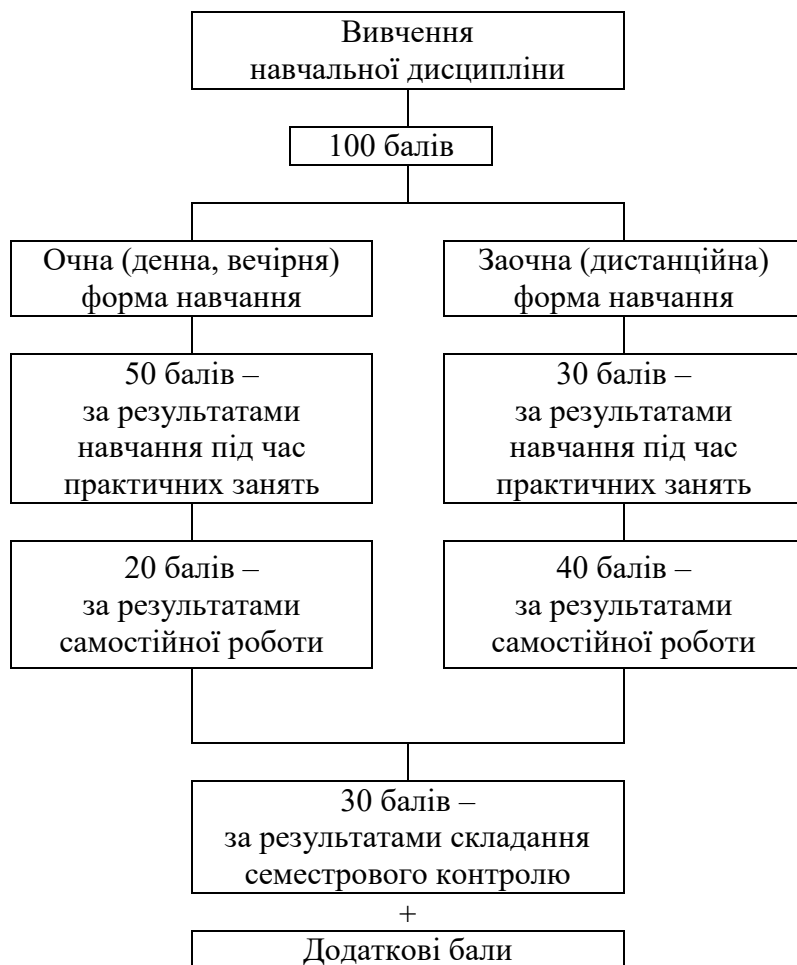 Вивчення
навчальної дисципліни
100 балів
Очна (денна, вечірня)
форма навчання
Заочна (дистанційна)
форма навчання
50 балів –
за результатами
навчання під час
практичних занять
30 балів –
за результатами
навчання під час
практичних занять
20 балів –
за результатами
самостійної роботи
40 балів –
за результатами
самостійної роботи
30 балів –
за результатами складання
семестрового контролю
+
Додаткові бали